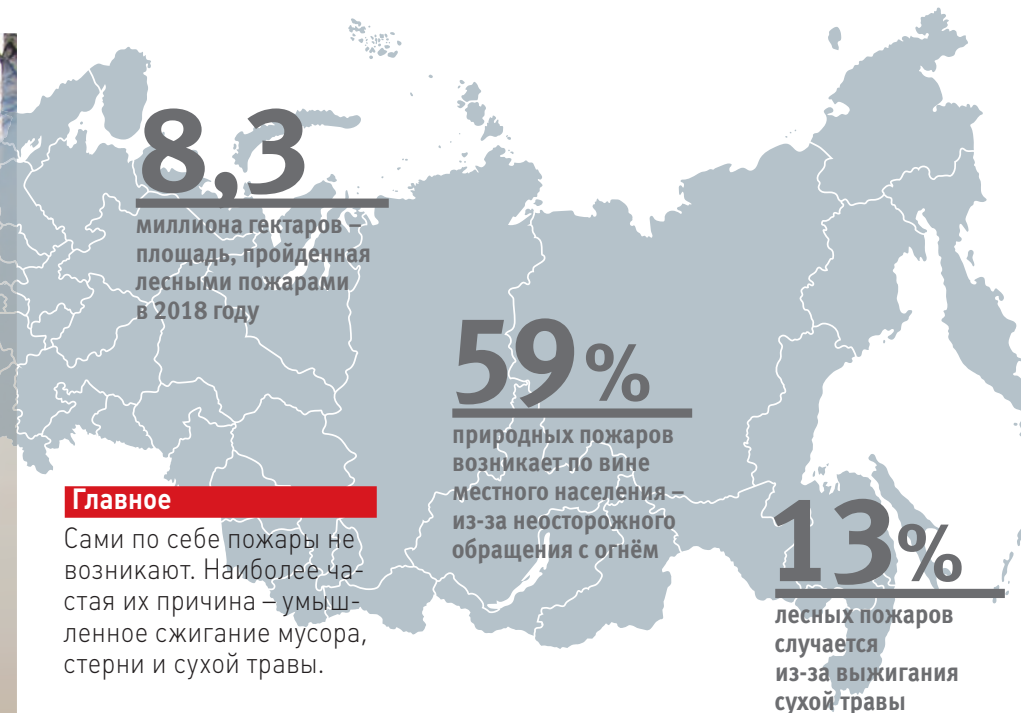 8,3
миллиона гектаров –
площадь, пройденная
лесными пожарами
в 2018 году
59%
природных пожаров
возникает по вине
местного населения –
из-за неосторожного
обращения с огнём
Главное
Сами по себе пожары не
возникают. Наиболее ча-
стая их причина – умыш-
ленное сжигание мусора,
стерни и сухой травы.
13%
лесных пожаров
случается
из-за выжигания
сухой травы